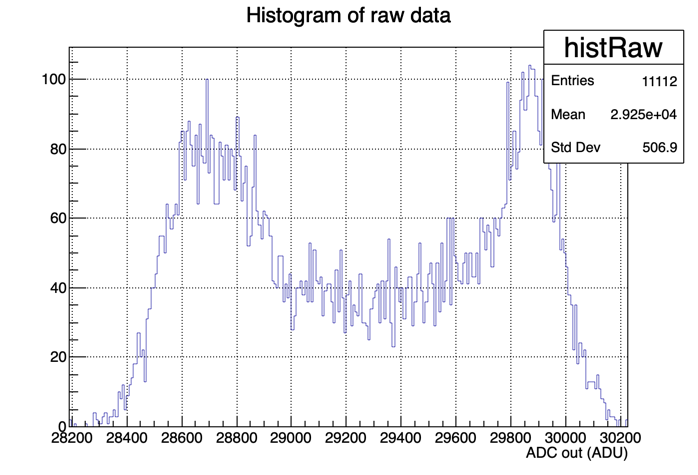 Histogram of raw data
histRaw
Entries 11112
Mean 2.925e+04
Std Dev 506.9
100
80
60
40
20
0
28200 28400 28600 28800 29000 29200 29400 29600 29800 30000 30200
ADC out (ADU)